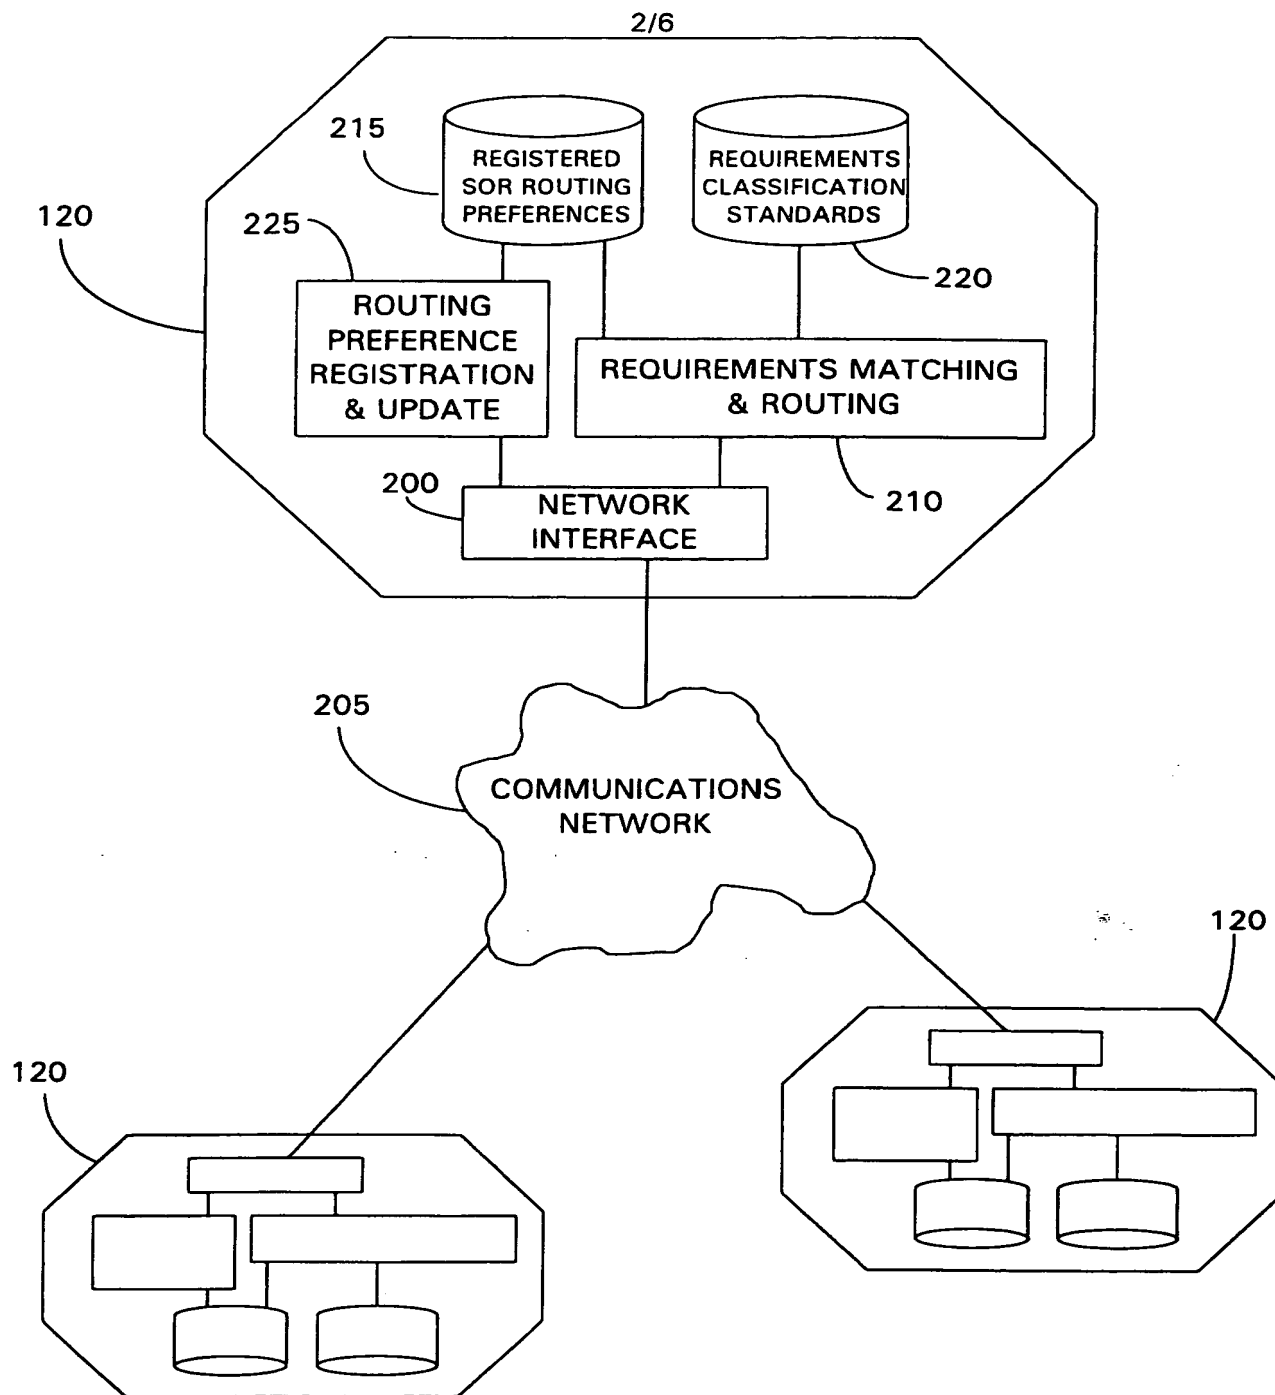 2/6
215
REGISTERED
SOR ROUTING
PREFERENCES
REQUIREMENTS
CLASSIFICATION
STANDARDS
120
225
220
ROUTING
PREFERENCE
REGISTRATION
& UPDATE
REQUIREMENTS MATCHING
& ROUTING
200
210
NETWORK
INTERFACE
205
COMMUNICATIONS
NETWORK
120
120